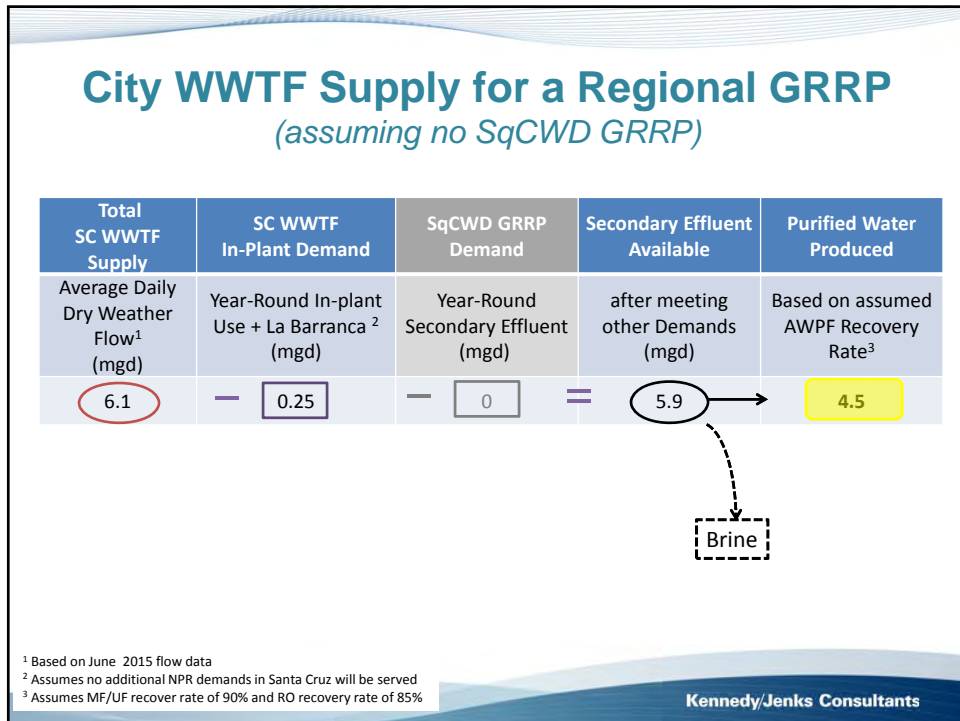 City WWTF Supply for a Regional GRRP
(assuming no SqCWD GRRP)
Total
SC WWTF
Supply
SC WWTF
In-Plant Demand
SqCWD GRRP
Demand
Secondary Effluent
Available
Purified Water
Produced
Average Daily
Dry Weather
Flow1
(mgd)
Year-Round In-plant
Use + La Barranca 2
(mgd)
Year-Round
Secondary Effluent
(mgd)
after meeting
other Demands
(mgd)
Based on assumed
AWPF Recovery
Rate3
6.1 — 0.25 — 0 = 5.9 4.5
Brine
1 Based on June 2015 flow data
2 Assumes no additional NPR demands in Santa Cruz will be served
3 Assumes MF/UF recover rate of 90% and RO recovery rate of 85%
Kennedy/Jenks Consultants